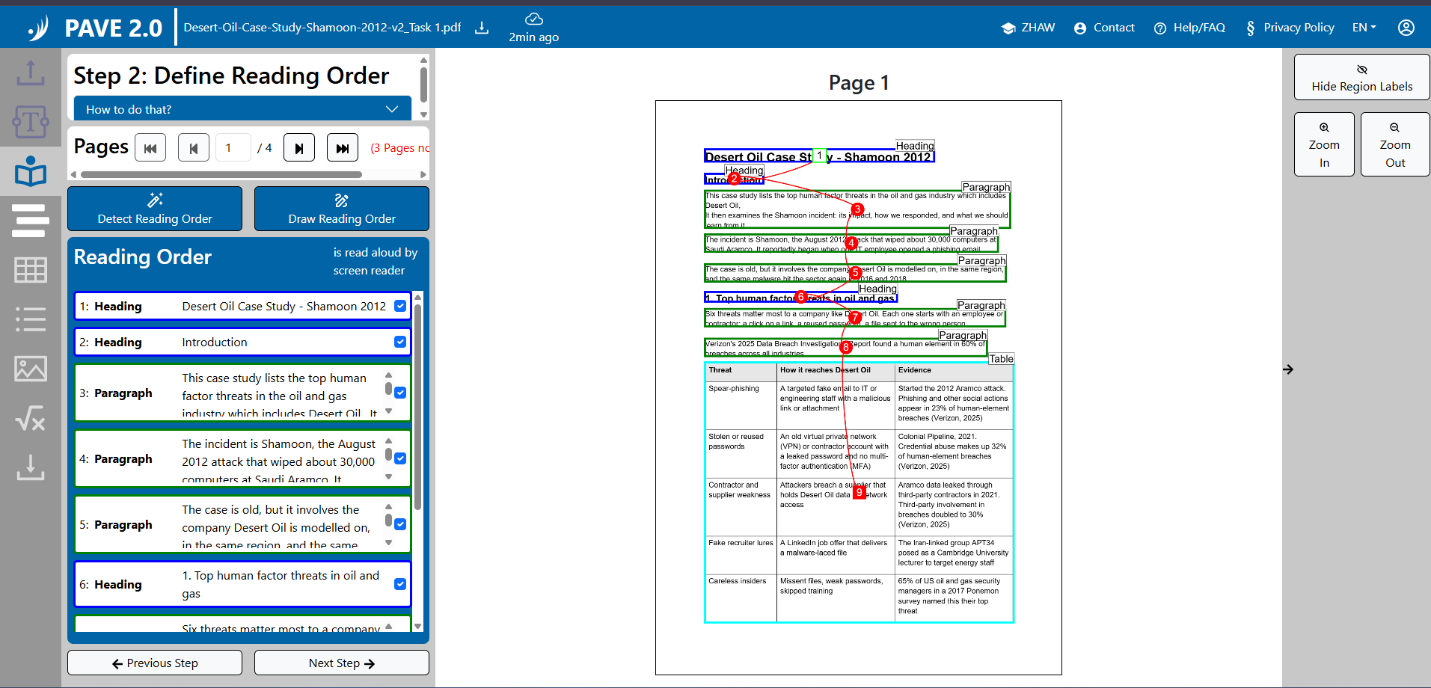 PAVE 2.0
Desert-Oil-Case-Study-Shamoon-2012-v2_Task 1.pdf
2min ago
ZHAW
Contact
Help/FAQ
§ Privacy Policy
EN
Step 2: Define Reading Order
How to do that?
Pages
1
/ 4
(3 Pages no
Detect Reading Order
Draw Reading Order
Reading Order
is read aloud by
screen reader
1: Heading
Desert Oil Case Study - Shamoon 2012
2: Heading
Introduction
3: Paragraph
This case study lists the top human
factor threats in the oil and gas
industry which includes Desert Oil. It
4: Paragraph
The incident is Shamoon, the August
2012 attack that wiped about 30,000
computers at Saudi Aramco. It
5: Paragraph
The case is old, but it involves the
company Desert Oil is modelled on,
in the same region, and the same
6: Heading
1. Top human factor threats in oil and
gas
Six threats matter most to a company
Previous Step
Next Step
Page 1
Heading
Desert Oil Case St y - Shamoon 2012
1
Heading
2
Paragraph
This case study lists the top human factor threats in the oil and gas industry which includes
Desert Oil,
3
It then examines the Shamoon incident: its impact, how we responded, and what we should
learn from it
Paragraph
The incident is Shamoon, the August 2012 attack that wiped about 30,000 computers at
4
Saudi Aramco. It reportedly began when one IT employee opened a phishing email
Paragraph
The case is old, but it involves the company Desert Oil is modelled on, in the same region,
5
and the same malware hit the sector again in 2016 and 2018
Heading
1. Top human factor threats in oil and gas
6
Paragraph
Six threats matter most to a company like Desert Oil. Each one starts with an employee or
7
contractor: a click on a link, a reused password, a file sent to the wrong person
Paragraph
Verizon's 2025 Data Breach Investigation Report found a human element in 60% of
8
breaches across all industries
Table
Threat
How it reaches Desert Oil
Evidence
Spear-phishing
A targeted fake email to IT or
engineering staff with a malicious
link or attachment
Started the 2012 Aramco attack.
Phishing and other social actions
appear in 23% of human-element
breaches (Verizon, 2025)
Stolen or reused
passwords
An old virtual private network
(VPN) or contractor account with
a leaked password and no multi-
factor authentication (MFA)
Colonial Pipeline, 2021.
Credential abuse makes up 32%
of human-element breaches
(Verizon, 2025)
Contractor and
supplier weakness
Attackers breach a supplier that
holds Desert Oil data network
access
9
Aramco data leaked through
third-party contractors in 2021.
Third-party involvement in
breaches doubled to 30%
(Verizon, 2025)
Fake recruiter lures
A LinkedIn job offer that delivers
a malware-laced file
The Iran-linked group APT34
posed as a Cambridge University
lecturer to target energy staff
Careless insiders
Missent files, weak passwords,
skipped training
65% of US oil and gas security
managers in a 2017 Ponemon
survey named this their top
threat
Hide Region Labels
Zoom
In
Zoom
Out